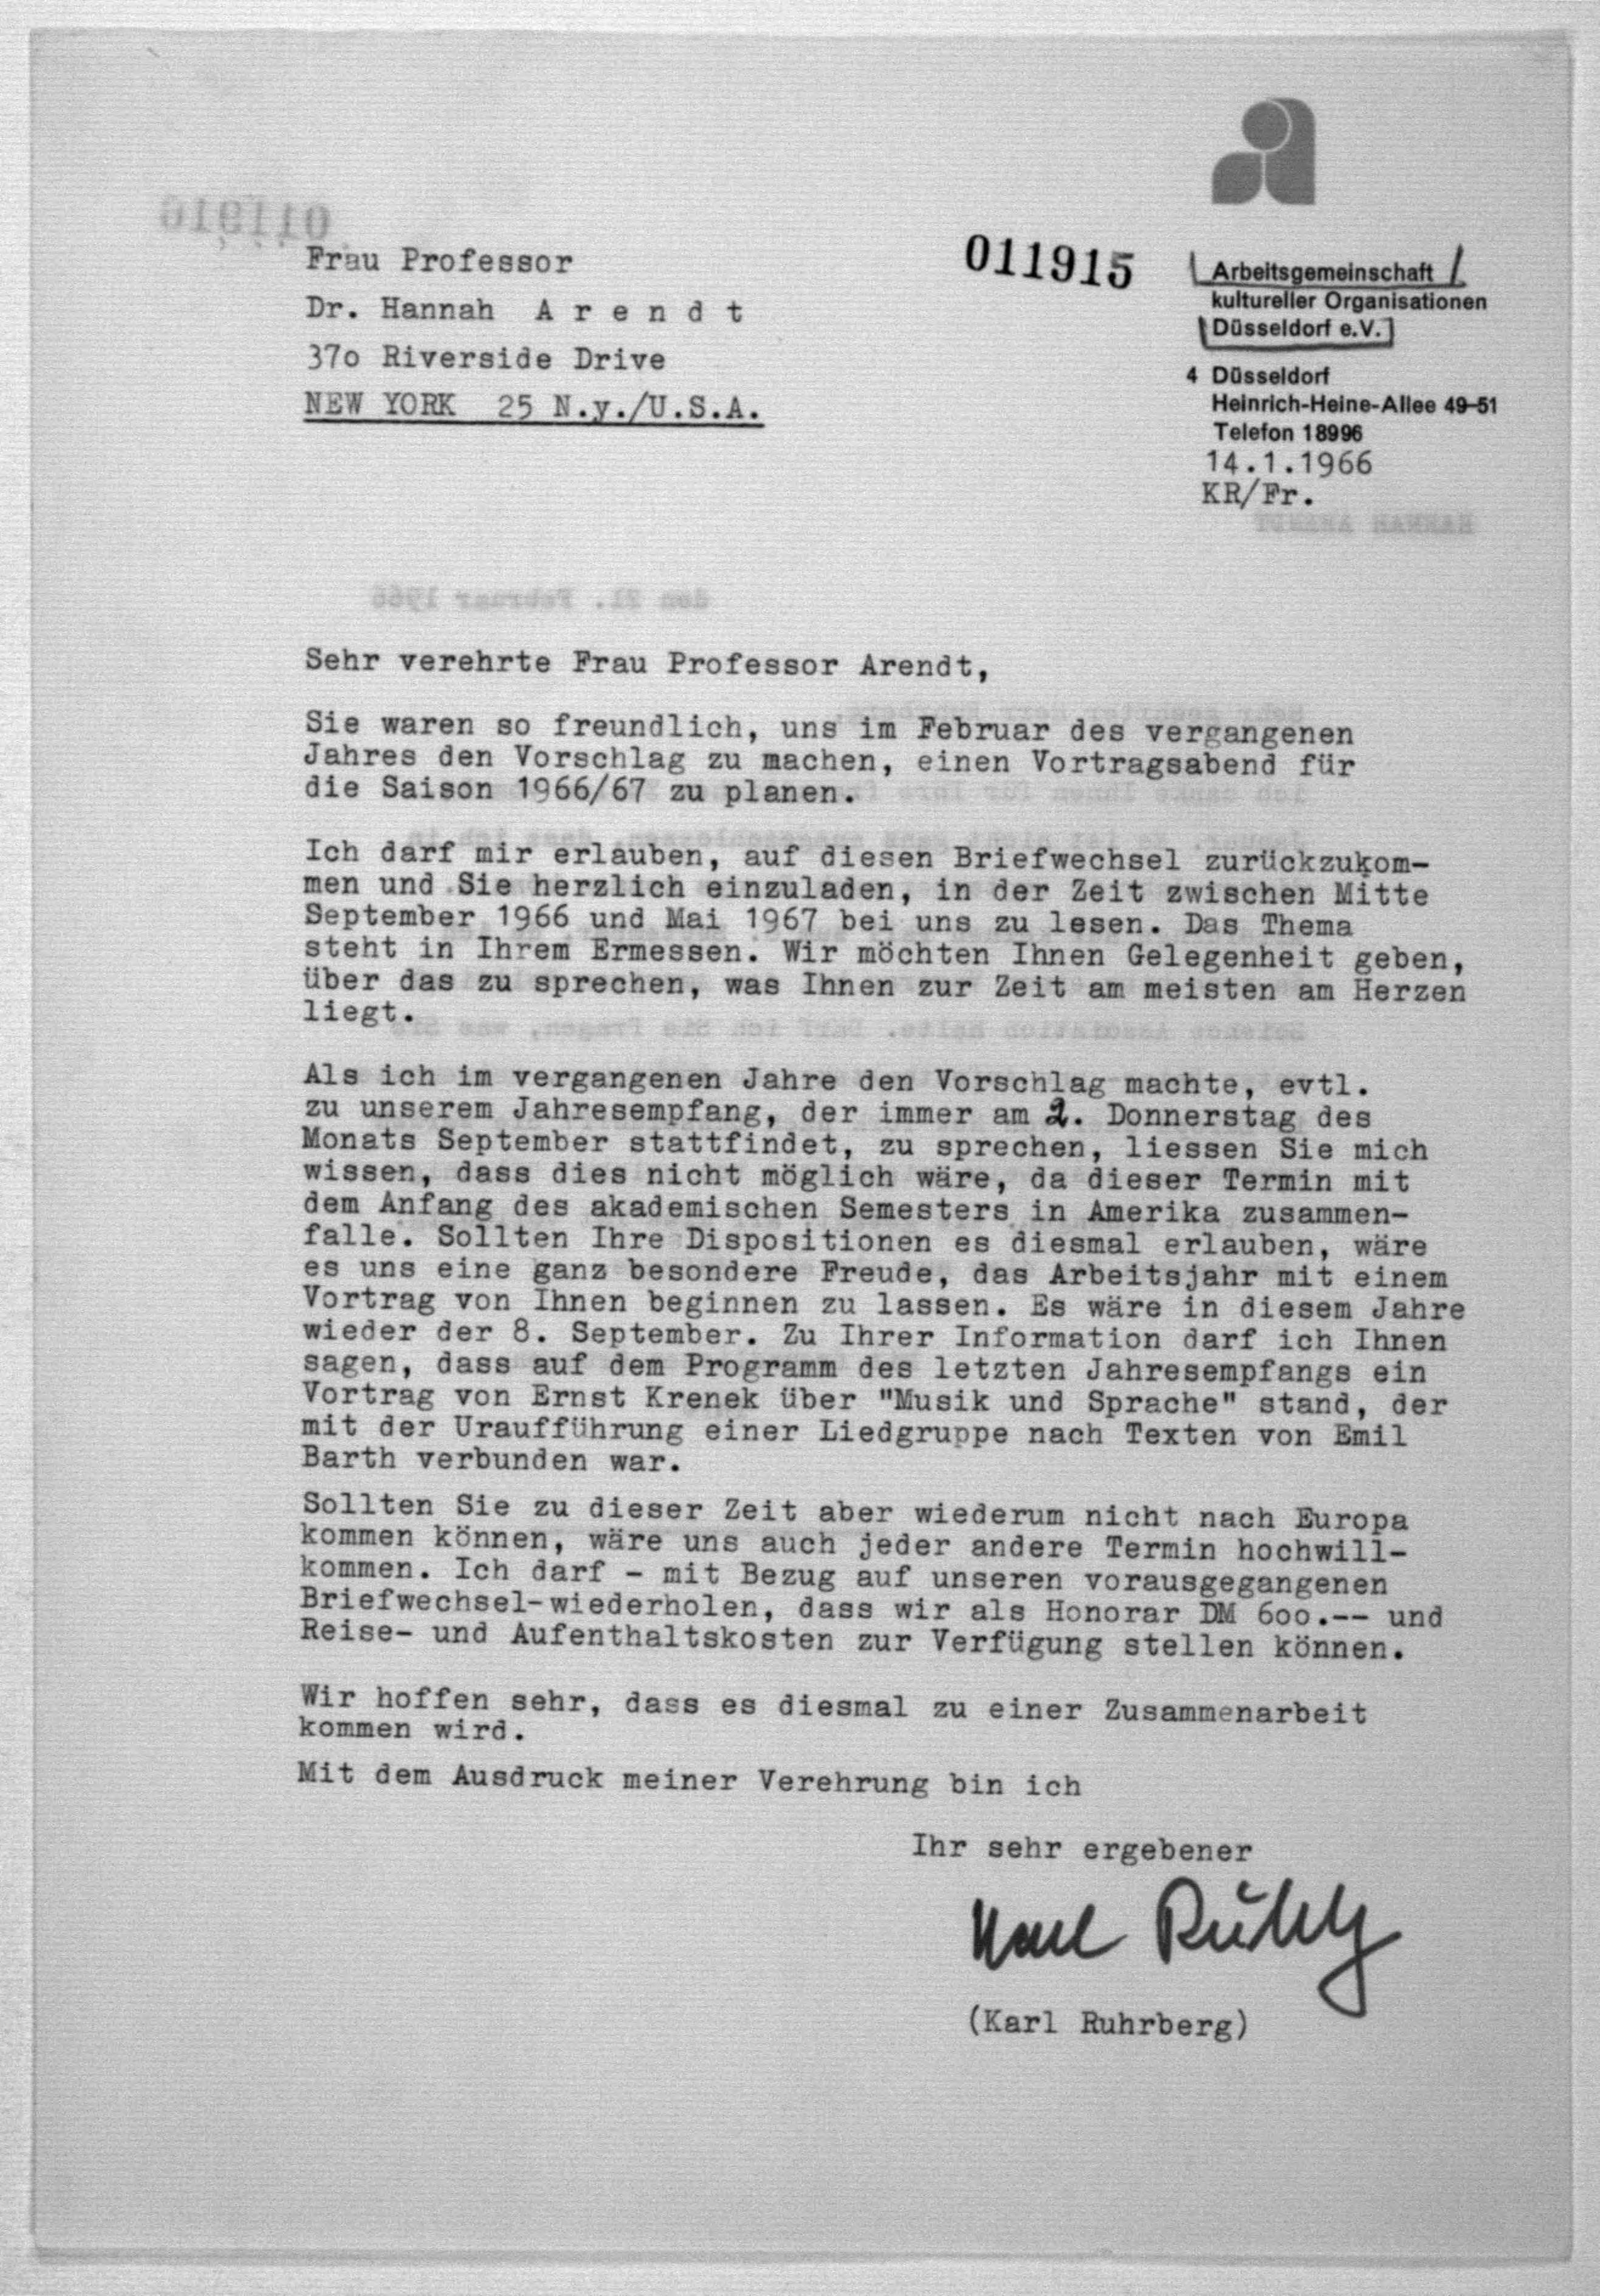 011915
Arbeitsgemeinschaft
kultureller Organisationen
Düsseldorf e.V.
4 Düsseldorf
Heinrich-Heine-Allee 49-51
Telefon 18996
14.1.1966
KR/Fr.
011916
Frau Professor
Dr. Hannah A r e n d t
37o Riverside Drive
NEW YORK 25 N.y./U.S.A.
den 21. Februar 1966
Sehr verehrte Frau Professor Arendt,
Sie waren so freundlich, uns im Februar des vergangenen
Jahres den Vorschlag zu machen, einen Vortragsabend für
die Saison 1966/67 zu planen.
Ich darf mir erlauben, auf diesen Briefwechsel zurückzukom-
men und Sie herzlich einzuladen, in der Zeit zwischen Mitte
September 1966 und Mai 1967 bei uns zu lesen. Das Thema
steht in Ihrem Ermessen. Wir möchten Ihnen Gelegenheit geben,
über das zu sprechen, was Ihnen zur Zeit am meisten am Herzen
liegt.
Als ich im vergangenen Jahre den Vorschlag machte, evtl.
zu unserem Jahresempfang, der immer am 2. Donnerstag des
Monats September stattfindet, zu sprechen, liessen Sie mich
wissen, dass dies nicht möglich wäre, da dieser Termin mit
dem Anfang des akademischen Semesters in Amerika zusammen-
falle. Sollten Ihre Dispositionen es diesmal erlauben, wäre
es uns eine ganz besondere Freude, das Arbeitsjahr mit einem
Vortrag von Ihnen beginnen zu lassen. Es wäre in diesem Jahre
wieder der 8. September. Zu Ihrer Information darf ich Ihnen
sagen, dass auf dem Programm des letzten Jahresempfangs ein
Vortrag von Ernst Krenek über "Musik und Sprache" stand, der
mit der Uraufführung einer Liedgruppe nach Texten von Emil
Barth verbunden war.
Sollten Sie zu dieser Zeit aber wiederum nicht nach Europa
kommen können, wäre uns auch jeder andere Termin hochwill-
kommen. Ich darf - mit Bezug auf unseren vorausgegangenen
Briefwechsel-wiederholen, dass wir als Honorar DM 6oo.-- und
Reise- und Aufenthaltskosten zur Verfügung stellen können.
Wir hoffen sehr, dass es diesmal zu einer Zusammenarbeit
kommen wird.
Mit dem Ausdruck meiner Verehrung bin ich
Ihr sehr ergebener
Karl Ruhrberg
(Karl Ruhrberg)